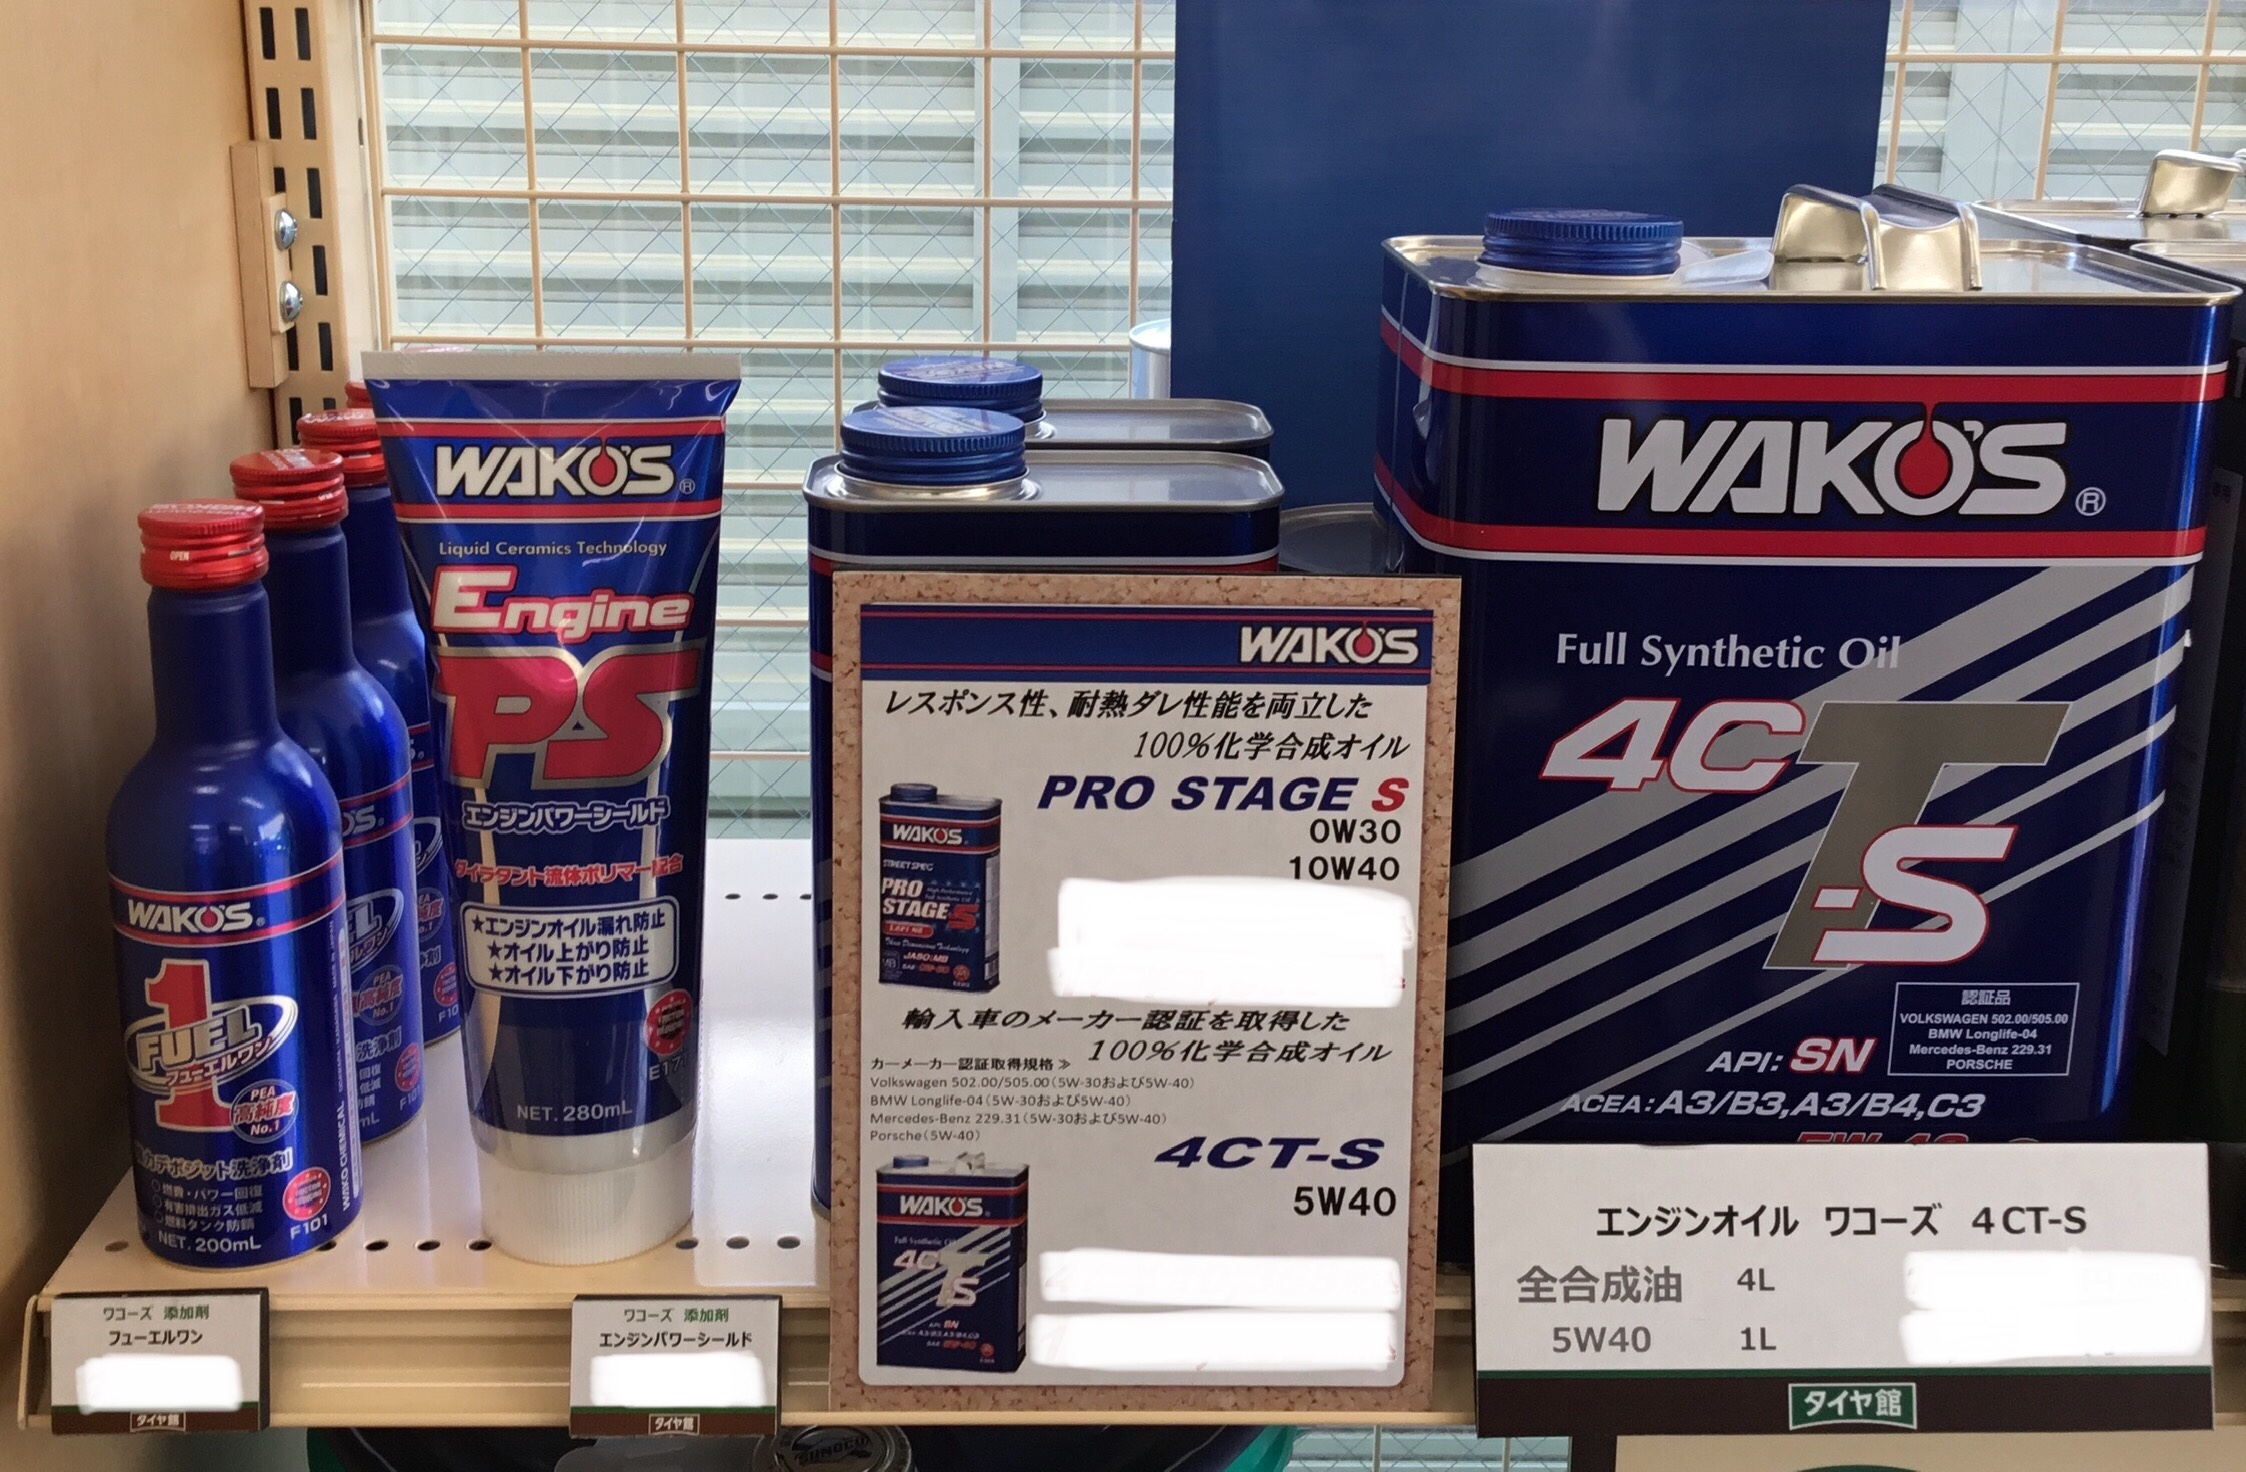 OPEN
WAKO'S
1
FUEL
フューエルワン
PEA
高純度
No.1
デポジット洗浄剤
燃費・パワー回復
有害排出ガス低減
燃料タンク防錆
NET. 200mL
F101
WAKO CHEMICAL
WAKO'S®
Liquid Ceramics Technology
Engine
PS
エンジンパワーシールド
ダイラタント流体ポリマー配合
★エンジンオイル漏れ防止
★オイル上がり防止
★オイル下がり防止
E17
NET. 280mL
WAKO'S
レスポンス性、耐熱ダレ性能を両立した
100%化学合成オイル
PRO STAGE S
0W30
10W40
WAKO'S
STREET SPEC
PRO
STAGE-S
輸入車のメーカー認証を取得した
100%化学合成オイル
カーメーカー認証取得規格 ≫
Volkswagen 502.00/505.00（5W-30および5W-40）
BMW Longlife-04（5W-30および5W-40）
Mercedes-Benz 229.31（5W-30および5W-40）
Porsche（5W-40）
4CT-S
5W40
WAKO'S
4CT-S
WAKO'S®
Full Synthetic Oil
4CT-S
認証品
VOLKSWAGEN 502.00/505.00
BMW Longlife-04
Mercedes-Benz 229.31
PORSCHE
API: SN
ACEA: A3/B3,A3/B4,C3
5W-40
エンジンオイル ワコーズ 4CT-S
全合成油 4L
5W40 1L
タイヤ館
ワコーズ 添加剤
フューエルワン
タイヤ館
ワコーズ 添加剤
エンジンパワーシールド
タイヤ館
SUNOCO